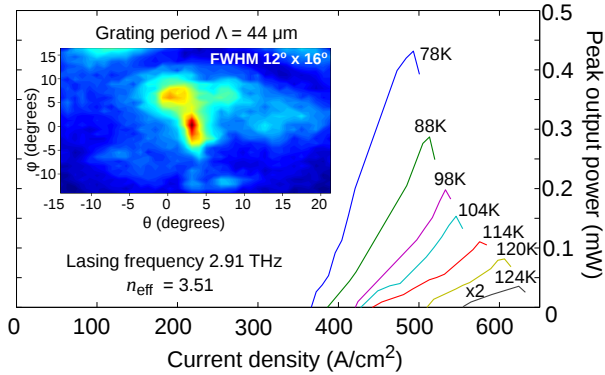 Grating period Λ = 44 µm
FWHM 12° x 16°
15
10
5
0
-5
-10
φ (degrees)
-15 -10 -5 0 5 10 15 20
θ (degrees)
Lasing frequency 2.91 THz
neff = 3.51
78K
88K
98K
104K
114K
120K
124K
x2
0.5
0.4
0.3
0.2
0.1
0
Peak output power (mW)
0 100 200 300 400 500 600
Current density (A/cm²)